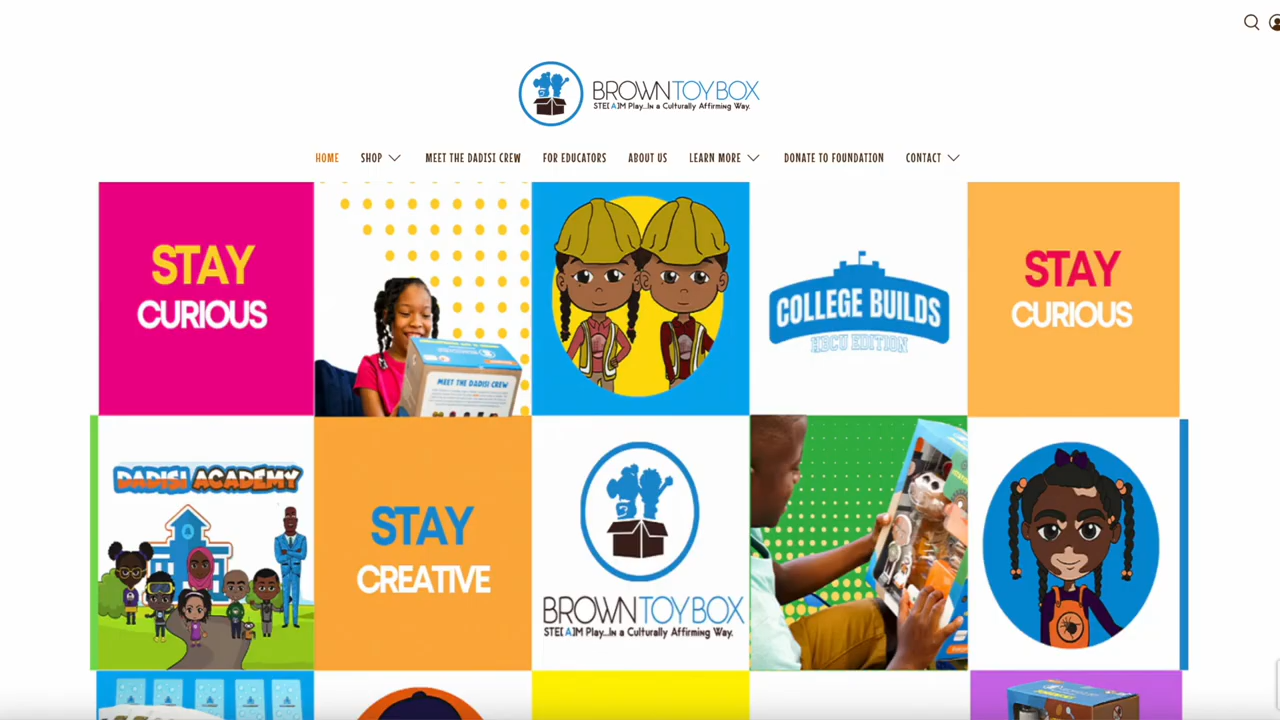 BROWNTOYBOX
STE[A]M Play...In a Culturally Affirming Way.
HOME SHOP MEET THE DADISI CREW FOR EDUCATORS ABOUT US LEARN MORE DONATE TO FOUNDATION CONTACT
STAY
CURIOUS
MEET THE DADISI CREW
COLLEGE BUILDS
HBCU EDITION
STAY
CURIOUS
DADISI ACADEMY
STAY
CREATIVE
BROWNTOYBOX
STE[A]M Play...In a Culturally Affirming Way.